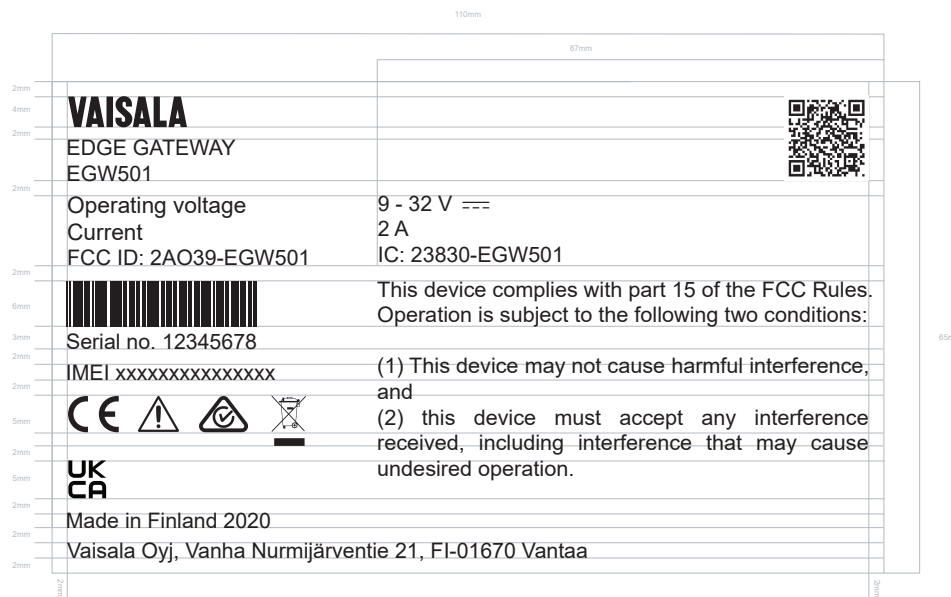 110mm
67mm
2mm
4mm
VAISALA
2mm
EDGE GATEWAY
EGW501
2mm
Operating voltage 9 - 32 V
Current 2 A
FCC ID: 2AO39-EGW501 IC: 23830-EGW501
2mm
This device complies with part 15 of the FCC Rules.
6mm
Operation is subject to the following two conditions:
3mm
Serial no. 12345678
2mm
(1) This device may not cause harmful interference,
IMEI xxxxxxxxxxxxxxx
2mm
and
(2) this device must accept any interference
5mm
CE
received, including interference that may cause
2mm
undesired operation.
UK
CA
5mm
2mm
Made in Finland 2020
2mm
Vaisala Oyj, Vanha Nurmijärventie 21, FI-01670 Vantaa
2mm
2mm
2mm